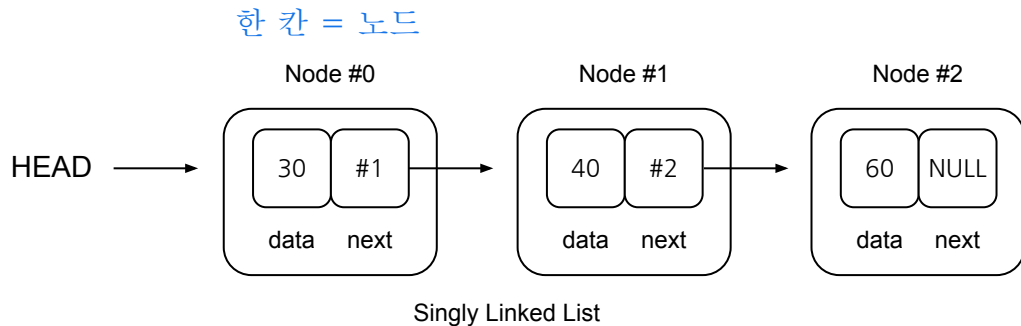 한 칸 = 노드
Node #0 Node #1 Node #2
HEAD 30 #1 40 #2 60 NULL
data next data next data next
Singly Linked List